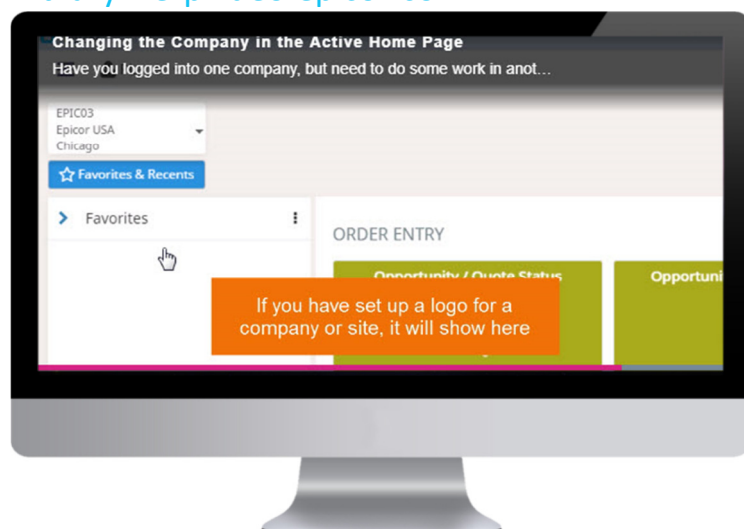 Changing the Company in the Active Home Page
Have you logged into one company, but need to do some work in anot…
EPIC03
Epicor USA
Chicago
Favorites & Recents
Favorites
ORDER ENTRY
Opportunity / Quote Status
Opportuni
If you have set up a logo for a
company or site, it will show here